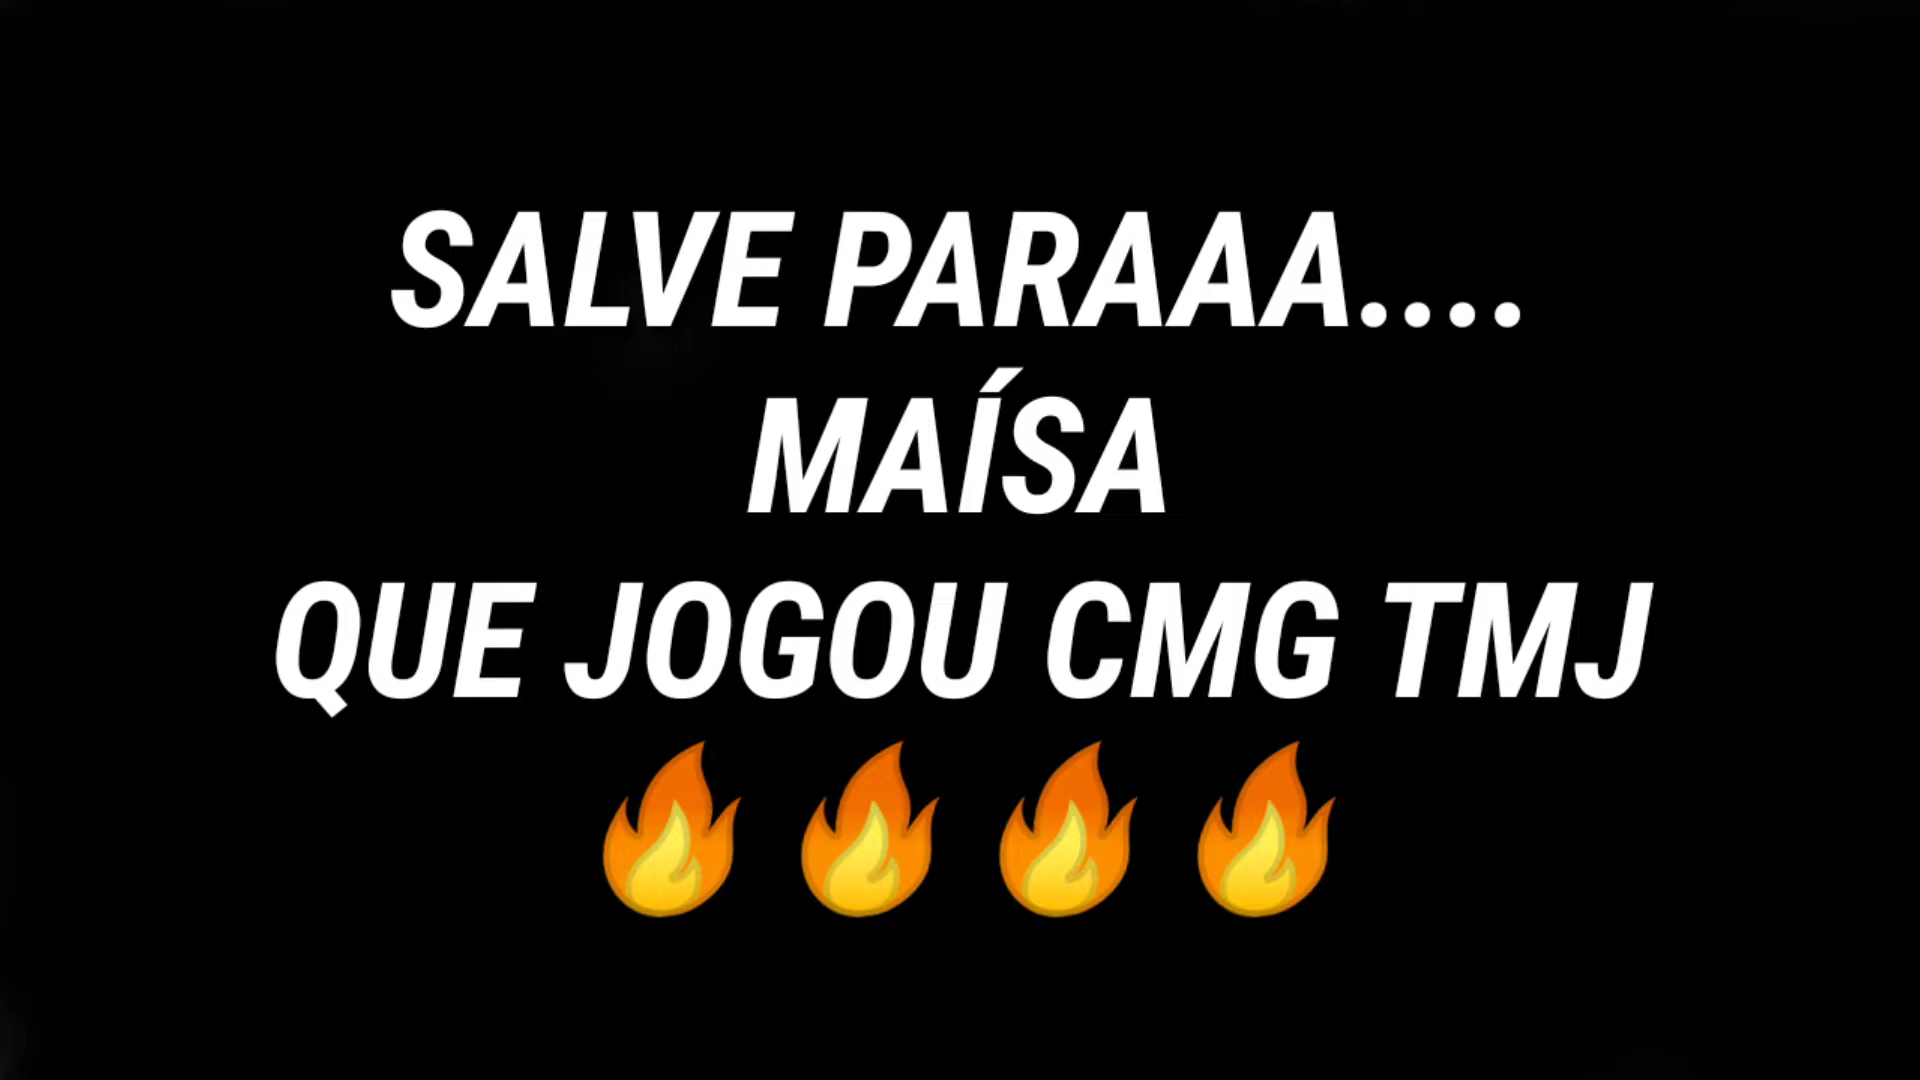 SALVE PARAAA....
MAÍSA
QUE JOGOU CMG TMJ
🔥🔥🔥🔥